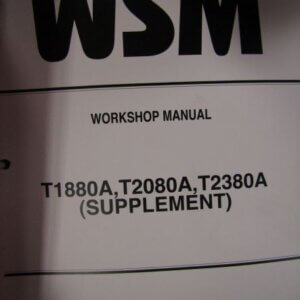 WSM
WORKSHOP MANUAL
T1880A,T2080A,T2380A
(SUPPLEMENT)